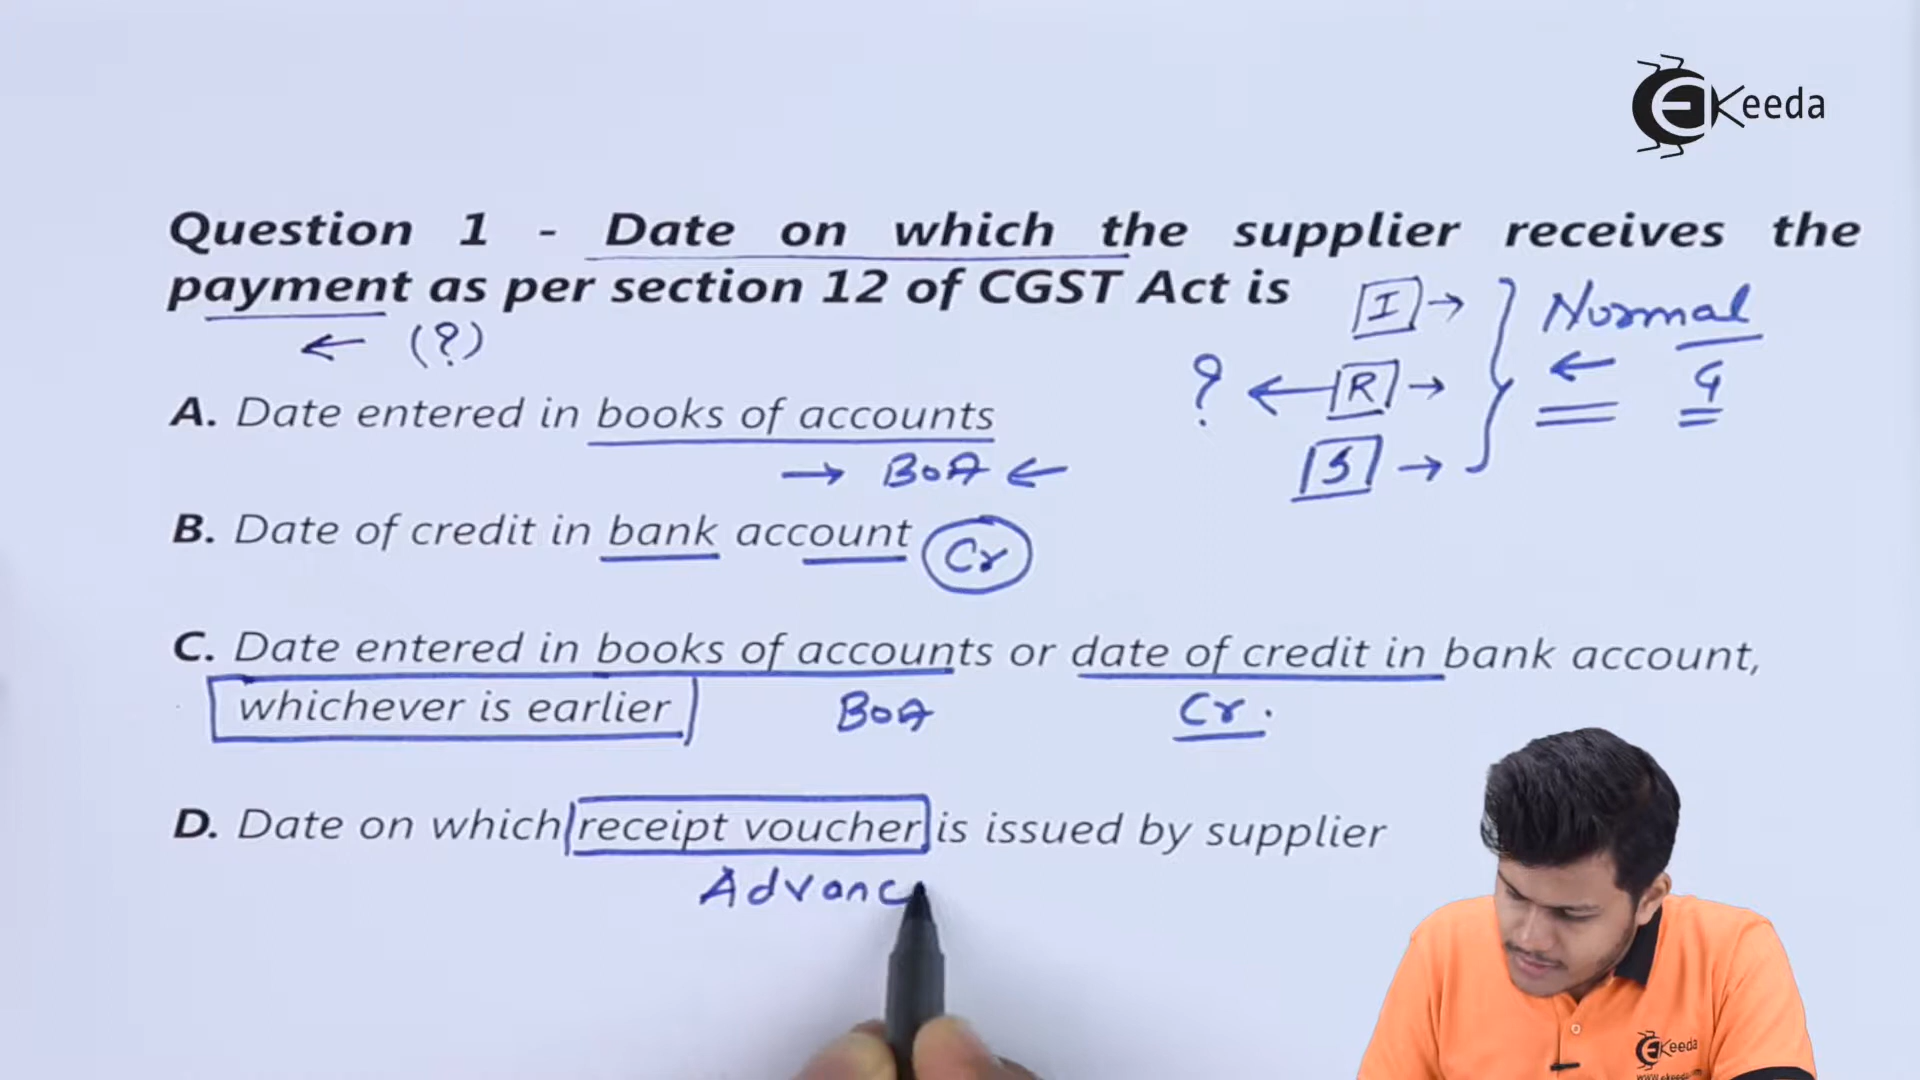 EKeeda
Question 1 - Date on which the supplier receives the
payment as per section 12 of CGST Act is
← (?)
I → Normal
? ← R → ← G
S →
A. Date entered in books of accounts
→ BOA ←
B. Date of credit in bank account Cr
C. Date entered in books of accounts or date of credit in bank account,
whichever is earlier BOA Cr.
D. Date on which receipt voucher is issued by supplier
Advanc
EKeeda